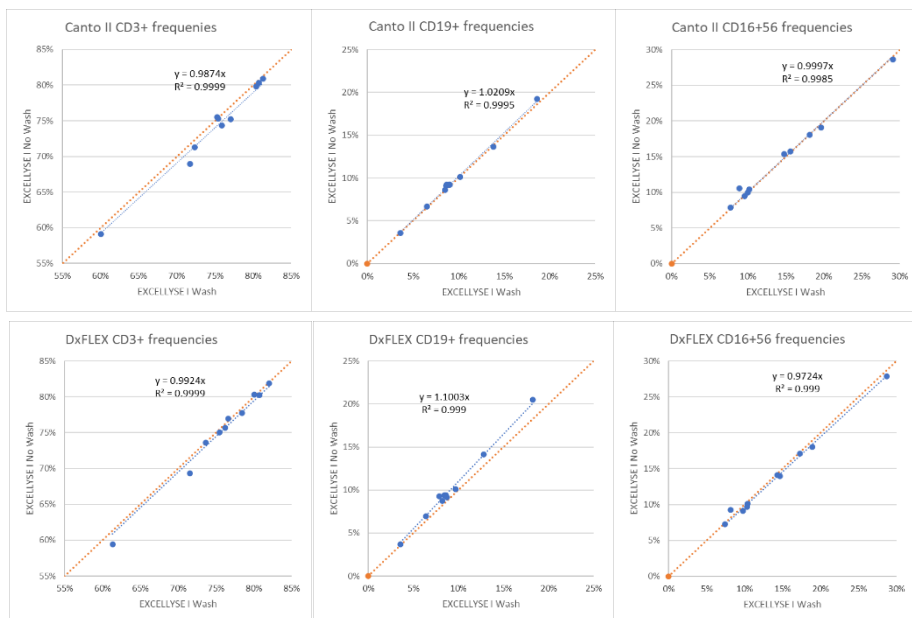 Canto II CD3+ frequenies
85%
80%
75%
70%
65%
60%
55%
55%
60%
65%
70%
75%
80%
85%
y = 0.9874x
R² = 0.9999
EXCELLYSE I No Wash
EXCELLYSE I Wash
Canto II CD19+ frequencies
25%
20%
15%
10%
5%
0%
0%
5%
10%
15%
20%
25%
y = 1.0209x
R² = 0.9995
EXCELLYSE I No Wash
EXCELLYSE I Wash
Canto II CD16+56 frequencies
30%
25%
20%
15%
10%
5%
0%
0%
5%
10%
15%
20%
25%
30%
y = 0.9997x
R² = 0.9985
EXCELLYSE I No Wash
EXCELLYSE I Wash
DxFLEX CD3+ frequencies
85%
80%
75%
70%
65%
60%
55%
55%
60%
65%
70%
75%
80%
85%
y = 0.9924x
R² = 0.9999
EXCELLYSE I No Wash
EXCELLYSE I Wash
DxFLEX CD19+ frequencies
25%
20%
15%
10%
5%
0%
0%
5%
10%
15%
20%
25%
y = 1.1003x
R² = 0.999
EXCELLYSE I No Wash
EXCELLYSE I Wash
DxFLEX CD16+56 frequencies
30%
25%
20%
15%
10%
5%
0%
0%
5%
10%
15%
20%
25%
30%
y = 0.9724x
R² = 0.999
EXCELLYSE I No Wash
EXCELLYSE I Wash